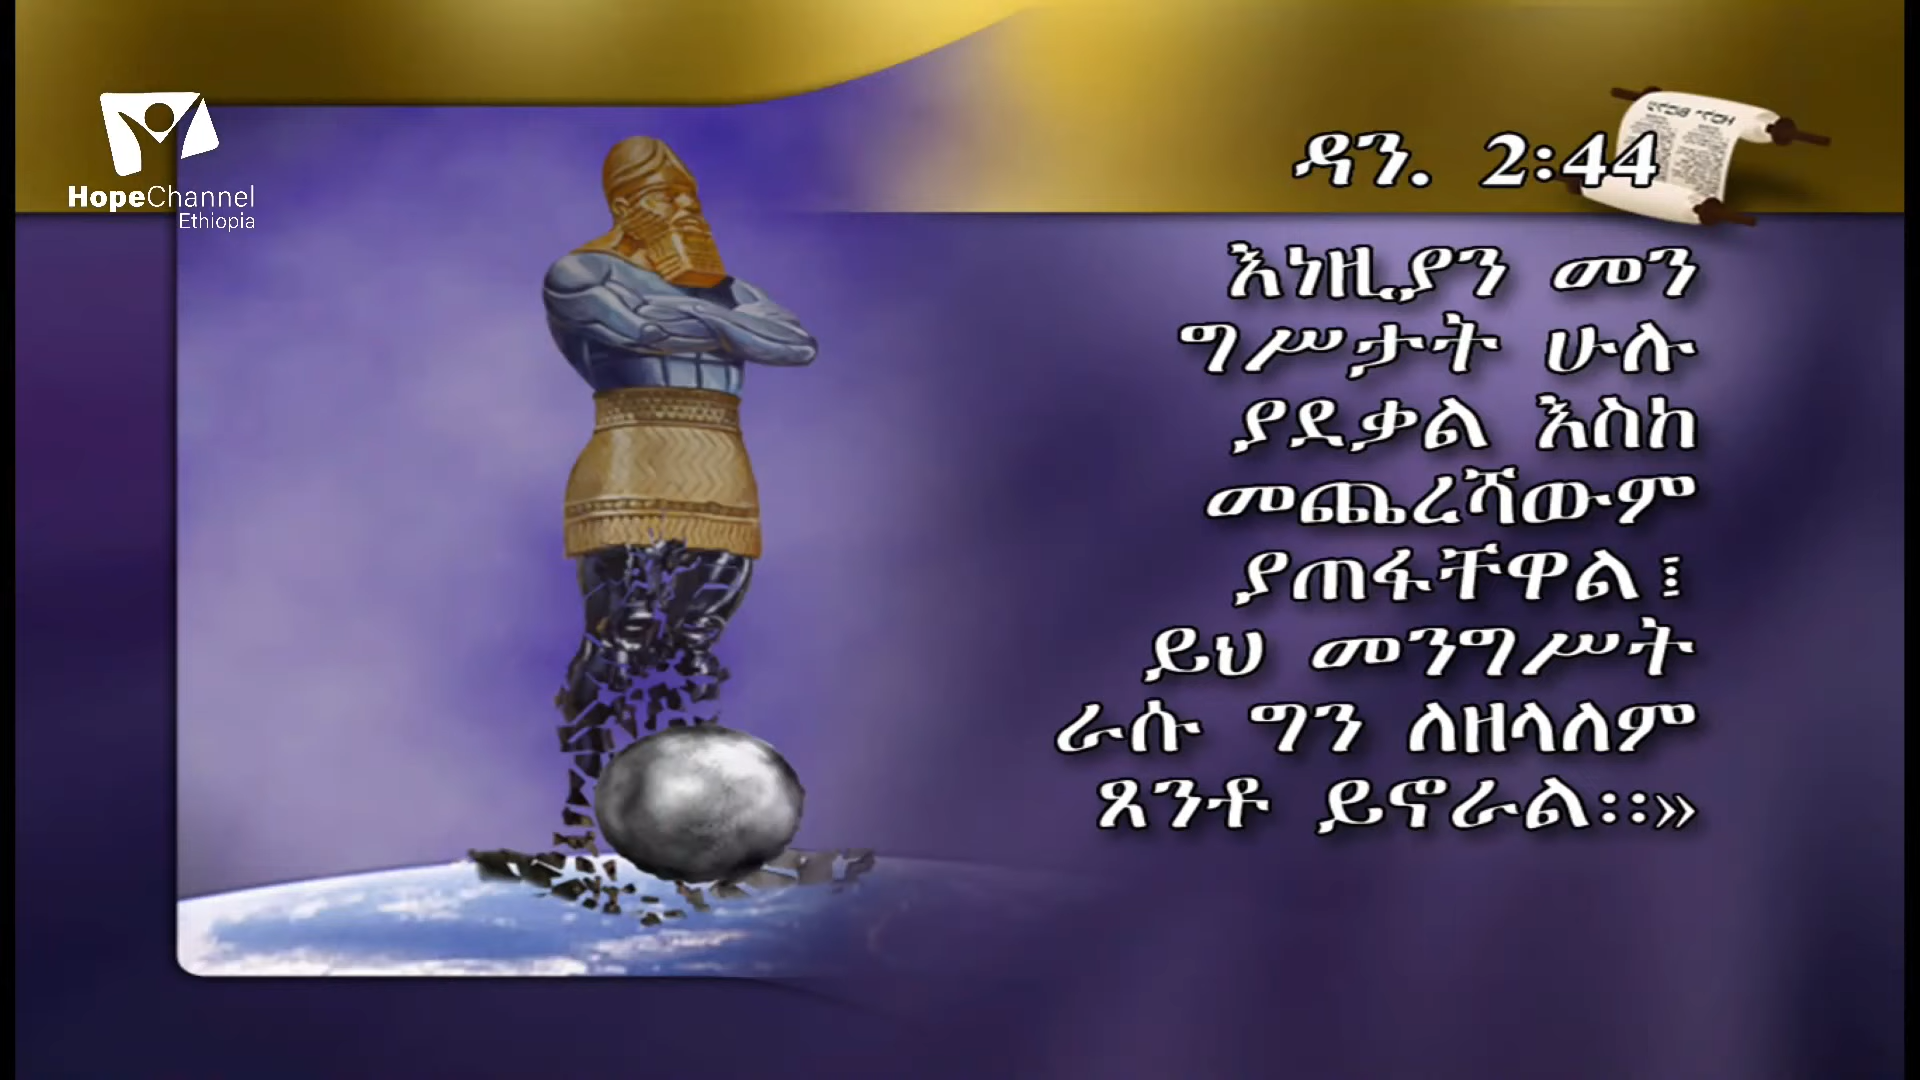 HopeChannel
Ethiopia
ዳን. 2፡44
እነዚያን መን
ግሥታት ሁሉ
ያደቃል እስከ
መጨረሻውም
ያጠፋቸዋል፤
ይህ መንግሥት
ራሱ ግን ለዘላለም
ጸንቶ ይኖራል፡፡»